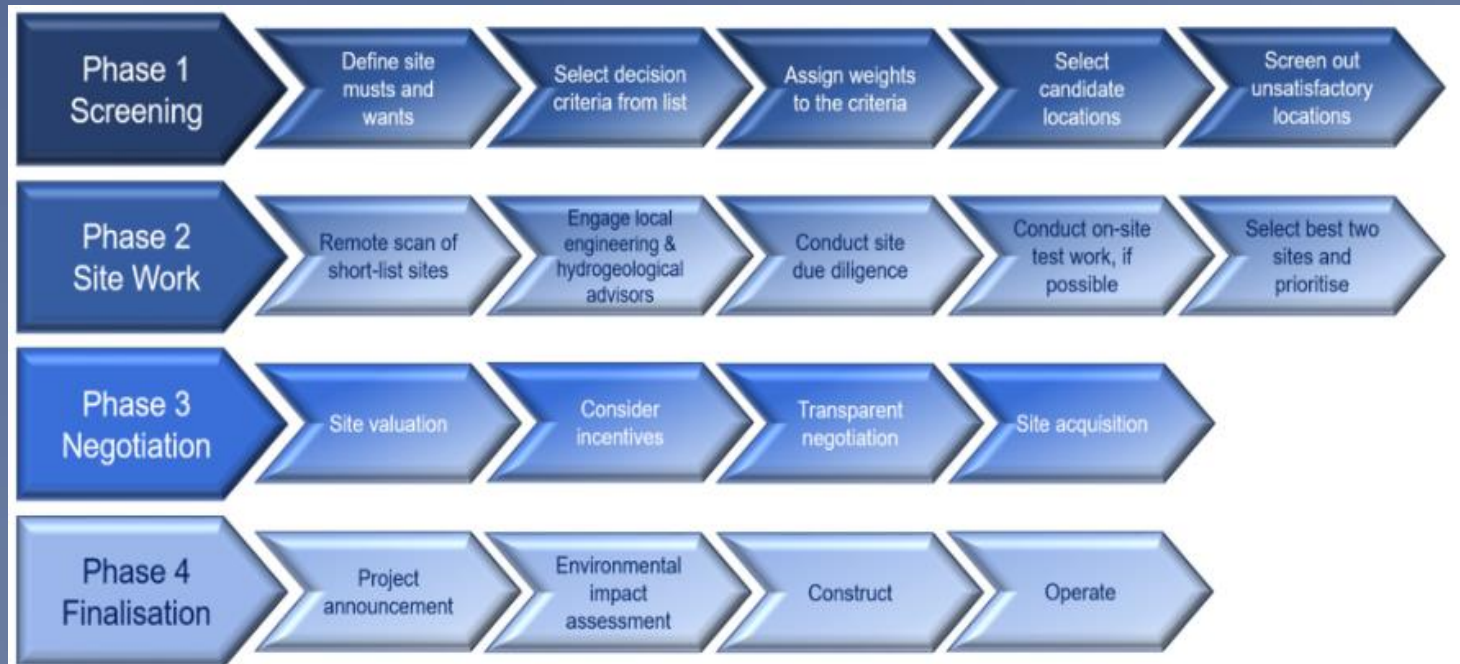 Phase 1
Screening
Define site
musts and
wants
Select decision
criteria from list
Assign weights
to the criteria
Select
candidate
locations
Screen out
unsatisfactory
locations
Phase 2
Site Work
Remote scan of
short-list sites
Engage local
engineering &
hydrogeological
advisors
Conduct site
due diligence
Conduct on-site
test work, if
possible
Select best two
sites and
prioritise
Phase 3
Negotiation
Site valuation
Consider
incentives
Transparent
negotiation
Site acquisition
Phase 4
Finalisation
Project
announcement
Environmental
impact
assessment
Construct
Operate